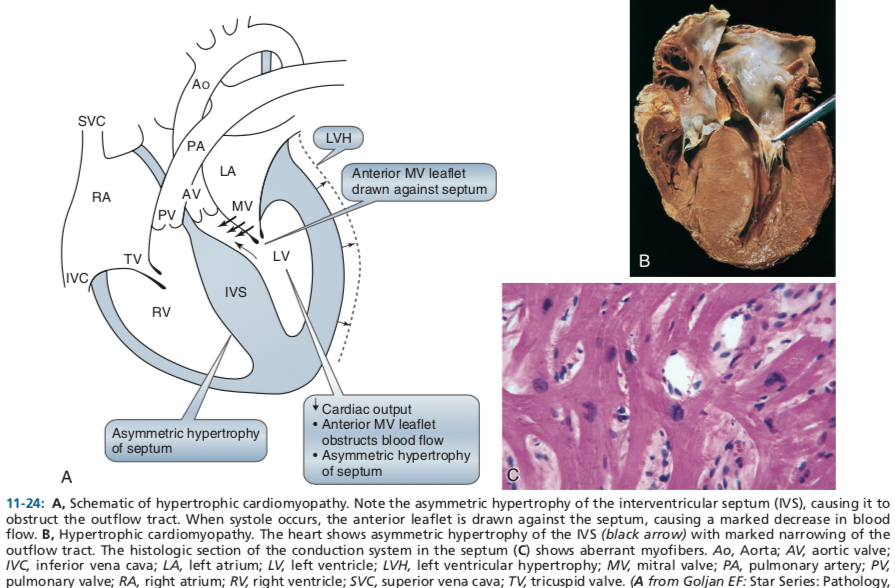 SVC
RA
IVC
TV
RV
Ao
PA
LA
AV
PV
MV
LV
IVS
LVH
Anterior MV leaflet
drawn against septum
Asymmetric hypertrophy
of septum
↓ Cardiac output
• Anterior MV leaflet
obstructs blood flow
• Asymmetric hypertrophy
of septum
A
B
C
11-24: A, Schematic of hypertrophic cardiomyopathy. Note the asymmetric hypertrophy of the interventricular septum (IVS), causing it to
obstruct the outflow tract. When systole occurs, the anterior leaflet is drawn against the septum, causing a marked decrease in blood
flow. B, Hypertrophic cardiomyopathy. The heart shows asymmetric hypertrophy of the IVS (black arrow) with marked narrowing of the
outflow tract. The histologic section of the conduction system in the septum (C) shows aberrant myofibers. Ao, Aorta; AV, aortic valve;
IVC, inferior vena cava; LA, left atrium; LV, left ventricle; LVH, left ventricular hypertrophy; MV, mitral valve; PA, pulmonary artery; PV,
pulmonary valve; RA, right atrium; RV, right ventricle; SVC, superior vena cava; TV, tricuspid valve. (A from Goljan EF: Star Series: Pathology,